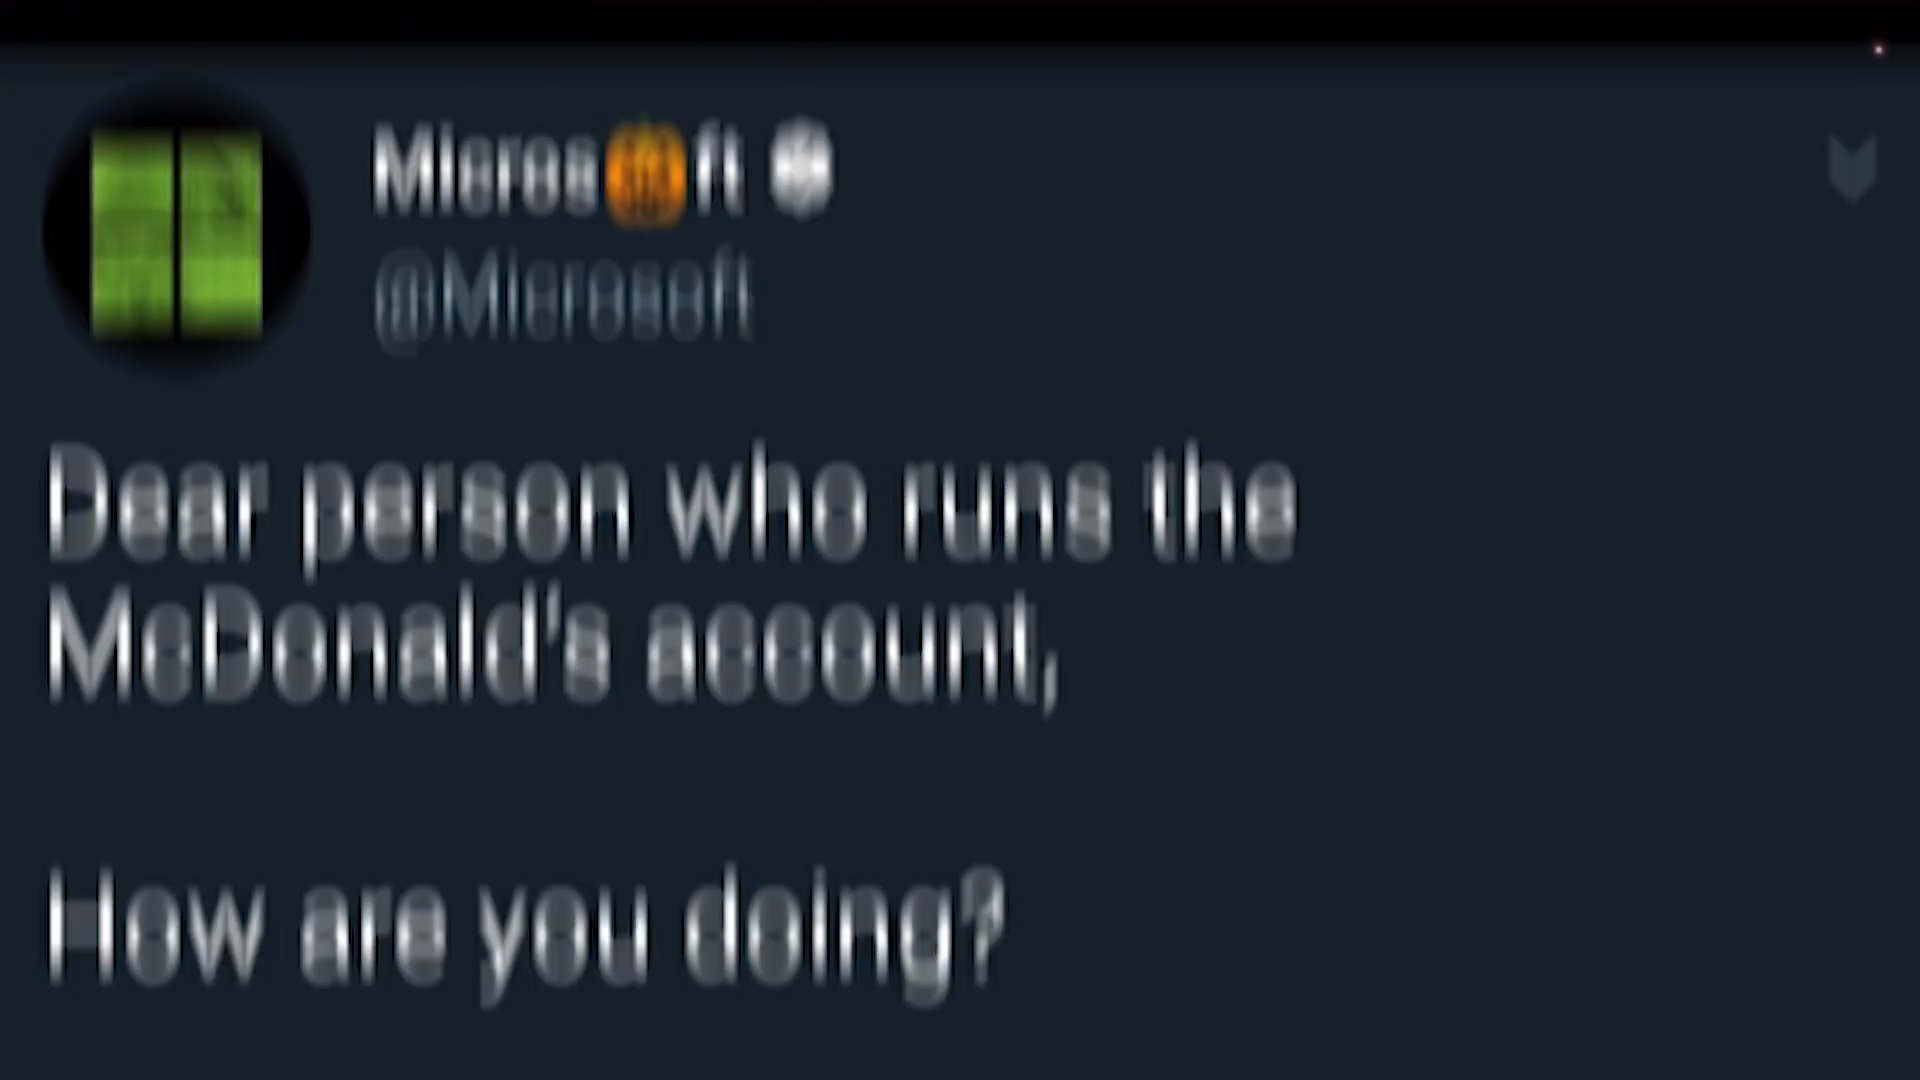 Micros🎃ft
@Microsoft
Dear person who runs the
McDonald's account,
How are you doing?